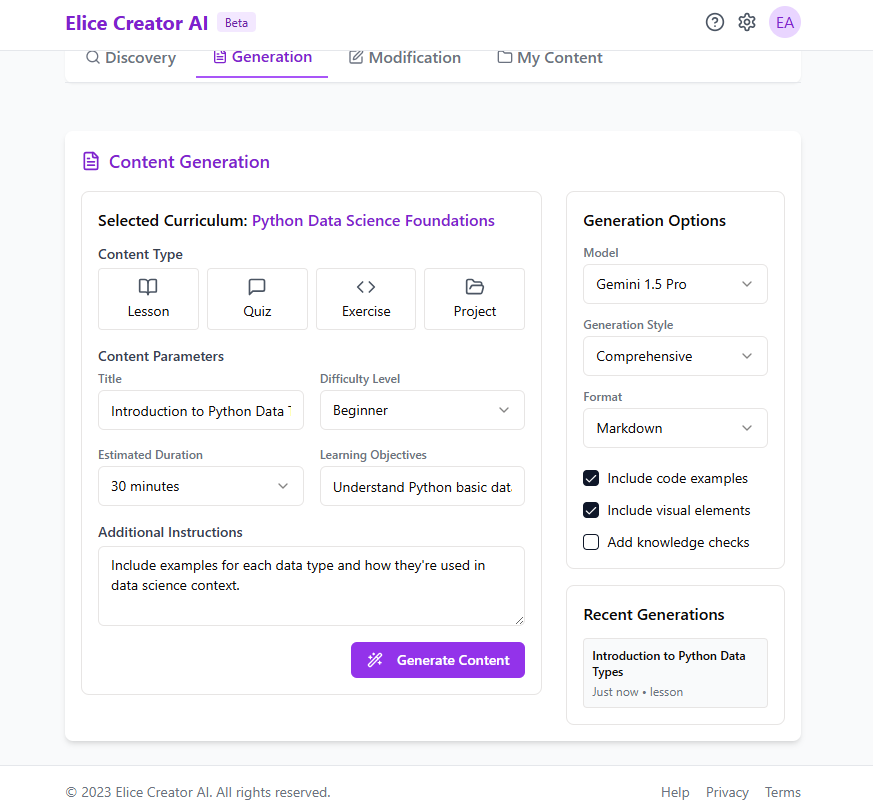 Elice Creator AI Beta EA
Discovery Generation Modification My Content
Content Generation
Selected Curriculum: Python Data Science Foundations
Content Type
Lesson Quiz Exercise Project
Content Parameters
Title Difficulty Level
Introduction to Python Data Beginner
Estimated Duration Learning Objectives
30 minutes Understand Python basic dat
Additional Instructions
Include examples for each data type and how they're used in
data science context.
Generate Content
Generation Options
Model
Gemini 1.5 Pro
Generation Style
Comprehensive
Format
Markdown
Include code examples
Include visual elements
Add knowledge checks
Recent Generations
Introduction to Python Data
Types
Just now • lesson
© 2023 Elice Creator AI. All rights reserved. Help Privacy Terms